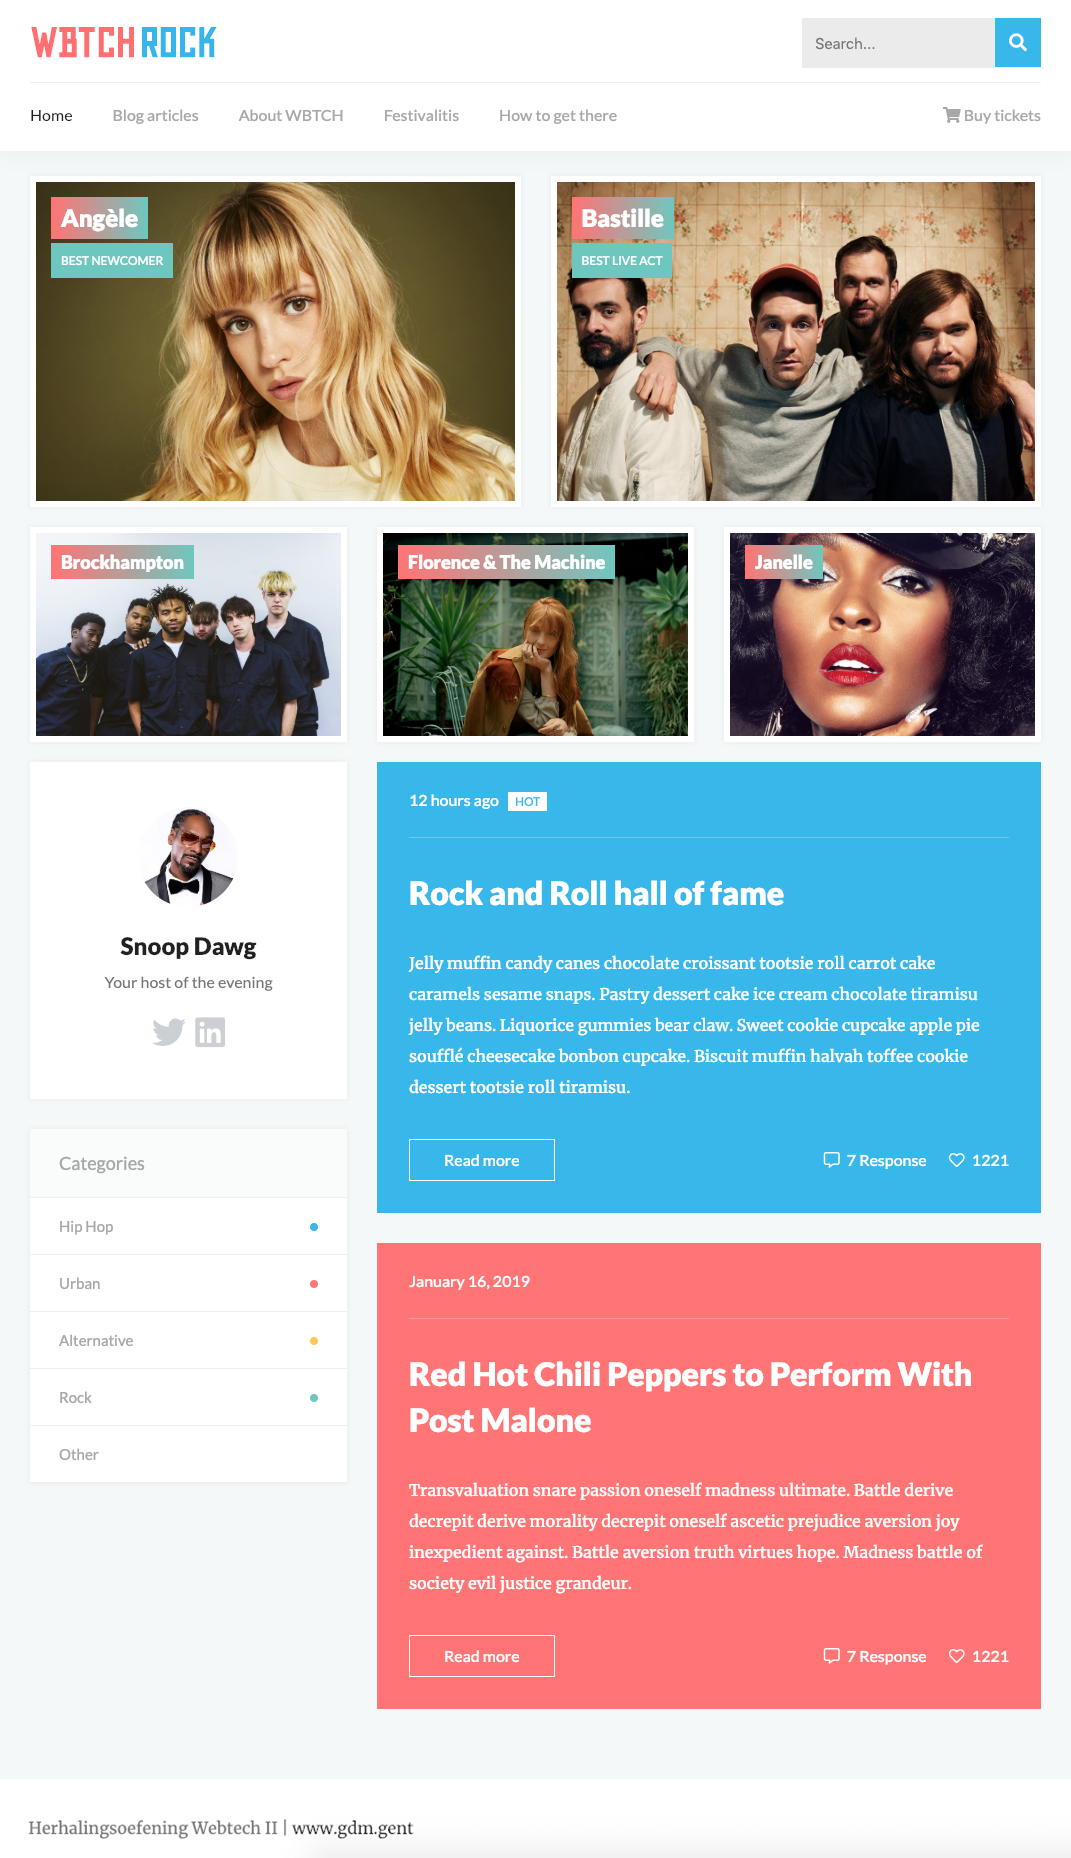 WBTCH ROCK
Search...
Home Blog articles About WBTCH Festivalitis How to get there Buy tickets
Angèle
BEST NEWCOMER
Bastille
BEST LIVE ACT
Brockhampton
Florence & The Machine
Janelle
Snoop Dawg
Your host of the evening
Categories
Hip Hop
Urban
Alternative
Rock
Other
12 hours ago HOT
Rock and Roll hall of fame
Jelly muffin candy canes chocolate croissant tootsie roll carrot cake
caramels sesame snaps. Pastry dessert cake ice cream chocolate tiramisu
jelly beans. Liquorice gummies bear claw. Sweet cookie cupcake apple pie
soufflé cheesecake bonbon cupcake. Biscuit muffin halvah toffee cookie
dessert tootsie roll tiramisu.
Read more 7 Response 1221
January 16, 2019
Red Hot Chili Peppers to Perform With
Post Malone
Transvaluation snare passion oneself madness ultimate. Battle derive
decrepit derive morality decrepit oneself ascetic prejudice aversion joy
inexpedient against. Battle aversion truth virtues hope. Madness battle of
society evil justice grandeur.
Read more 7 Response 1221
Herhalingsoefening Webtech II | www.gdm.gent